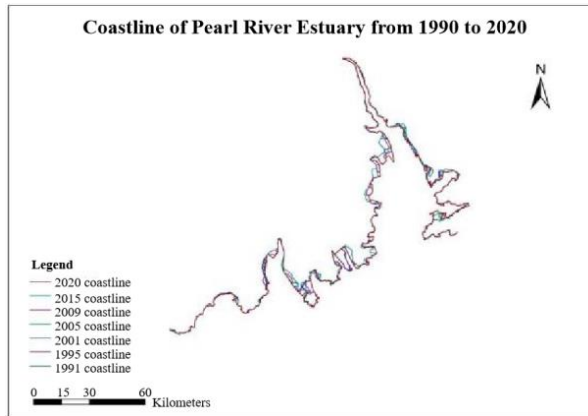 Coastline of Pearl River Estuary from 1990 to 2020
N
Legend
2020 coastline
2015 coastline
2009 coastline
2005 coastline
2001 coastline
1995 coastline
1991 coastline
0 15 30 60
Kilometers